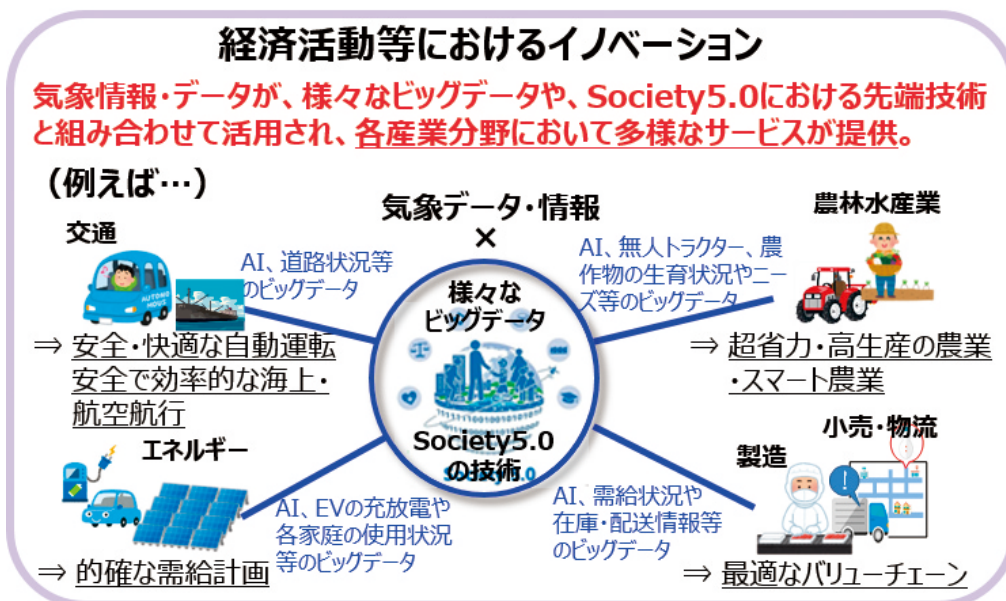 経済活動等におけるイノベーション
気象情報・データが、様々なビッグデータや、Society5.0における先端技術
と組み合わせて活用され、各産業分野において多様なサービスが提供。
（例えば…）
気象データ・情報
×
様々な
ビッグデータ
Society5.0
の技術
交通
AI、道路状況等
のビッグデータ
⇒ 安全・快適な自動運転
安全で効率的な海上・
航空航行
農林水産業
AI、無人トラクター、農
作物の生育状況やニー
ズ等のビッグデータ
⇒ 超省力・高生産の農業
・スマート農業
エネルギー
AI、EVの充放電や
各家庭の使用状況
等のビッグデータ
⇒ 的確な需給計画
小売・物流
製造
AI、需給状況や
在庫・配送情報等
のビッグデータ
⇒ 最適なバリューチェーン